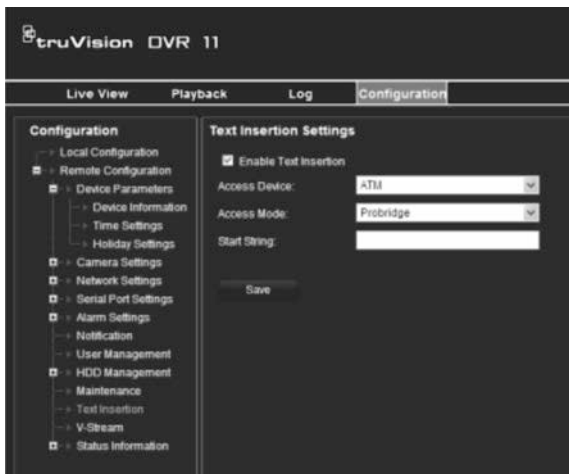 truVision DVR 11
Live View Playback Log Configuration
Configuration
Local Configuration
Remote Configuration
Device Parameters
Device Information
Time Settings
Holiday Settings
Camera Settings
Network Settings
Serial Port Settings
Alarm Settings
Notification
User Management
HDD Management
Maintenance
Text Insertion
V-Stream
Status Information
Text Insertion Settings
Enable Text Insertion
Access Device: ATM
Access Mode: Probridge
Start String:
Save